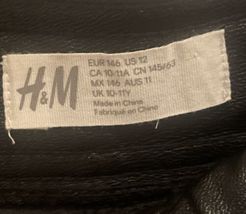 H&M
EUR 146 US 12
CA 10-11A CN 145/63
MX 146 AUS 11
UK 10-11Y
Made in China
Fabriqué en Chine